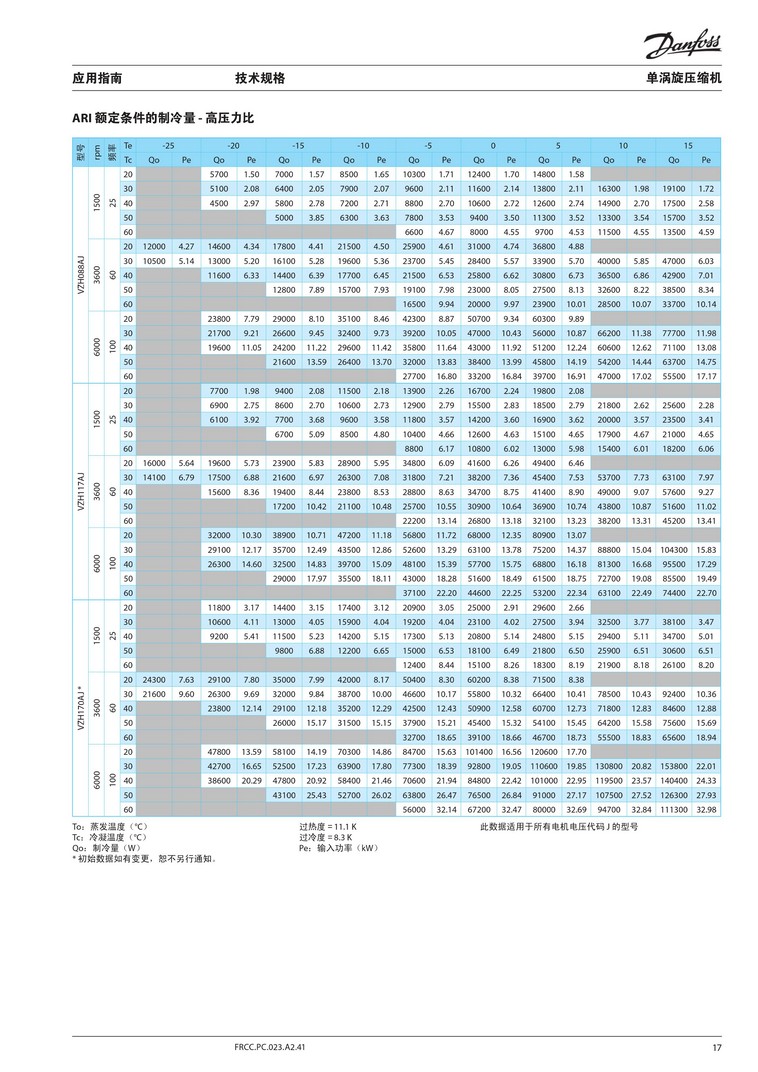 Danfoss
应用指南 技术规格 单涡旋压缩机
ARI 额定条件的制冷量 - 高压力比
型号 rpm 频率 Te -25 -20 -15 -10 -5 0 5 10 15
Tc Qo Pe Qo Pe Qo Pe Qo Pe Qo Pe Qo Pe Qo Pe Qo Pe Qo Pe
VZH088AJ
1500 25
20 5700 1.50 7000 1.57 8500 1.65 10300 1.71 12400 1.70 14800 1.58
30 5100 2.08 6400 2.05 7900 2.07 9600 2.11 11600 2.14 13800 2.11 16300 1.98 19100 1.72
40 4500 2.97 5800 2.78 7200 2.71 8800 2.70 10600 2.72 12600 2.74 14900 2.70 17500 2.58
50 5000 3.85 6300 3.63 7800 3.53 9400 3.50 11300 3.52 13300 3.54 15700 3.52
60 6600 4.67 8000 4.55 9700 4.53 11500 4.55 13500 4.59
3600 60
20 12000 4.27 14600 4.34 17800 4.41 21500 4.50 25900 4.61 31000 4.74 36800 4.88
30 10500 5.14 13000 5.20 16100 5.28 19600 5.36 23700 5.45 28400 5.57 33900 5.70 40000 5.85 47000 6.03
40 11600 6.33 14400 6.39 17700 6.45 21500 6.53 25800 6.62 30800 6.73 36500 6.86 42900 7.01
50 12800 7.89 15700 7.93 19100 7.98 23000 8.05 27500 8.13 32600 8.22 38500 8.34
60 16500 9.94 20000 9.97 23900 10.01 28500 10.07 33700 10.14
6000 100
20 23800 7.79 29000 8.10 35100 8.46 42300 8.87 50700 9.34 60300 9.89
30 21700 9.21 26600 9.45 32400 9.73 39200 10.05 47000 10.43 56000 10.87 66200 11.38 77700 11.98
40 19600 11.05 24200 11.22 29600 11.42 35800 11.64 43000 11.92 51200 12.24 60600 12.62 71100 13.08
50 21600 13.59 26400 13.70 32000 13.83 38400 13.99 45800 14.19 54200 14.44 63700 14.75
60 27700 16.80 33200 16.84 39700 16.91 47000 17.02 55500 17.17
VZH117AJ
1500 25
20 7700 1.98 9400 2.08 11500 2.18 13900 2.26 16700 2.24 19800 2.08
30 6900 2.75 8600 2.70 10600 2.73 12900 2.79 15500 2.83 18500 2.79 21800 2.62 25600 2.28
40 6100 3.92 7700 3.68 9600 3.58 11800 3.57 14200 3.60 16900 3.62 20000 3.57 23500 3.41
50 6700 5.09 8500 4.80 10400 4.66 12600 4.63 15100 4.65 17900 4.67 21000 4.65
60 8800 6.17 10800 6.02 13000 5.98 15400 6.01 18200 6.06
3600 60
20 16000 5.64 19600 5.73 23900 5.83 28900 5.95 34800 6.09 41600 6.26 49400 6.46
30 14100 6.79 17500 6.88 21600 6.97 26300 7.08 31800 7.21 38200 7.36 45400 7.53 53700 7.73 63100 7.97
40 15600 8.36 19400 8.44 23800 8.53 28800 8.63 34700 8.75 41400 8.90 49000 9.07 57600 9.27
50 17200 10.42 21100 10.48 25700 10.55 30900 10.64 36900 10.74 43800 10.87 51600 11.02
60 22200 13.14 26800 13.18 32100 13.23 38200 13.31 45200 13.41
6000 100
20 32000 10.30 38900 10.71 47200 11.18 56800 11.72 68000 12.35 80900 13.07
30 29100 12.17 35700 12.49 43500 12.86 52600 13.29 63100 13.78 75200 14.37 88800 15.04 104300 15.83
40 26300 14.60 32500 14.83 39700 15.09 48100 15.39 57700 15.75 68800 16.18 81300 16.68 95500 17.29
50 29000 17.97 35500 18.11 43000 18.28 51600 18.49 61500 18.75 72700 19.08 85500 19.49
60 37100 22.20 44600 22.25 53200 22.34 63100 22.49 74400 22.70
VZH170AJ *
1500 25
20 11800 3.17 14400 3.15 17400 3.12 20900 3.05 25000 2.91 29600 2.66
30 10600 4.11 13000 4.05 15900 4.04 19200 4.04 23100 4.02 27500 3.94 32500 3.77 38100 3.47
40 9200 5.41 11500 5.23 14200 5.15 17300 5.13 20800 5.14 24800 5.15 29400 5.11 34700 5.01
50 9800 6.88 12200 6.65 15000 6.53 18100 6.49 21800 6.50 25900 6.51 30600 6.51
60 12400 8.44 15100 8.26 18300 8.19 21900 8.18 26100 8.20
3600 60
20 24300 7.63 29100 7.80 35000 7.99 42000 8.17 50400 8.30 60200 8.38 71500 8.38
30 21600 9.60 26300 9.69 32000 9.84 38700 10.00 46600 10.17 55800 10.32 66400 10.41 78500 10.43 92400 10.36
40 23800 12.14 29100 12.18 35200 12.29 42500 12.43 50900 12.58 60700 12.73 71800 12.83 84600 12.88
50 26000 15.17 31500 15.15 37900 15.21 45400 15.32 54100 15.45 64200 15.58 75600 15.69
60 32700 18.65 39100 18.66 46700 18.73 55500 18.83 65600 18.94
6000 100
20 47800 13.59 58100 14.19 70300 14.86 84700 15.63 101400 16.56 120600 17.70
30 42700 16.65 52500 17.23 63900 17.80 77300 18.39 92800 19.05 110600 19.85 130800 20.82 153800 22.01
40 38600 20.29 47800 20.92 58400 21.46 70600 21.94 84800 22.42 101000 22.95 119500 23.57 140400 24.33
50 43100 25.43 52700 26.02 63800 26.47 76500 26.84 91000 27.17 107500 27.52 126300 27.93
60 56000 32.14 67200 32.47 80000 32.69 94700 32.84 111300 32.98
To：蒸发温度（℃） 过热度 = 11.1 K 此数据适用于所有电机电压代码 J 的型号
Tc：冷凝温度（℃） 过冷度 = 8.3 K
Qo：制冷量（W） Pe：输入功率（kW）
* 初始数据如有变更，恕不另行通知。
FRCC.PC.023.A2.41 17